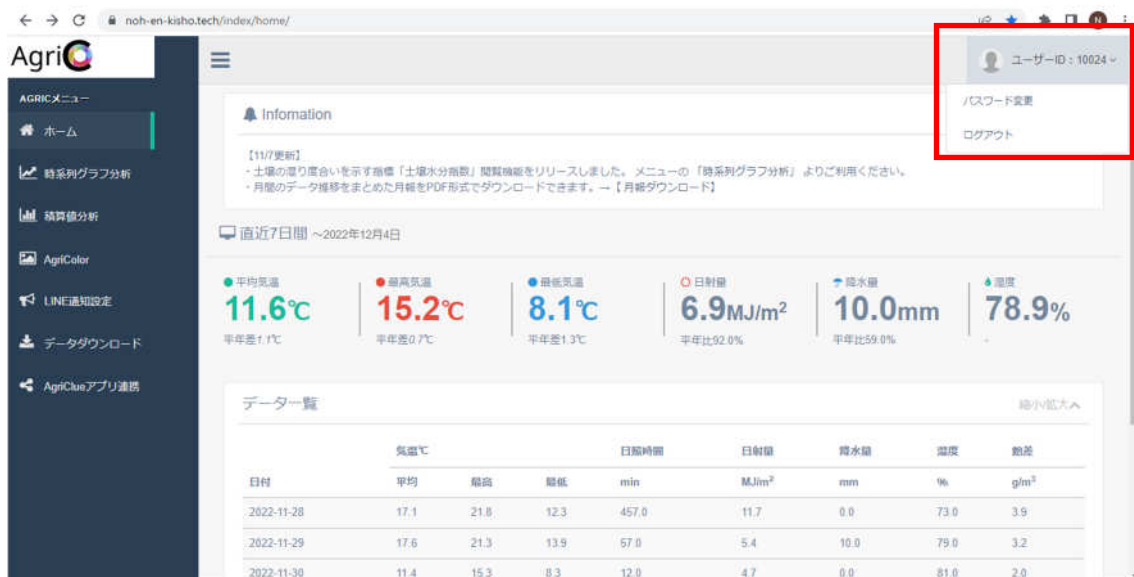 noh-en-kisho.tech/index/home/
N
AgriC
ユーザーID : 10024
AGRICメニュー
パスワード変更
ログアウト
ホーム
時系列グラフ分析
積算値分析
AgriColor
LINE通知設定
データダウンロード
AgriClueアプリ連携
Infomation
【11/7更新】
・土壌の湿り度合いを示す指標「土壌水分指数」閲覧機能をリリースしました。 メニューの 「時系列グラフ分析」 よりご利用ください。
・月間のデータ推移をまとめた月報をPDF形式でダウンロードできます。→【 月報ダウンロード】
直近7日間 ~2022年12月4日
平均気温 最高気温 最低気温 日射量 降水量 湿度
11.6℃ 15.2℃ 8.1℃ 6.9MJ/m² 10.0mm 78.9%
平年差1.1℃ 平年差0.7℃ 平年差1.3℃ 平年比92.0% 平年比59.0% -
データ一覧 縮小/拡大
気温℃ 日照時間 日射量 降水量 湿度 飽差
日付 平均 最高 最低 min MJ/m² mm % g/m³
2022-11-28 17.1 21.8 12.3 457.0 11.7 0.0 73.0 3.9
2022-11-29 17.6 21.3 13.9 57.0 5.4 10.0 79.0 3.2
2022-11-30 11.4 15.3 8.3 12.0 4.7 0.0 81.0 2.0